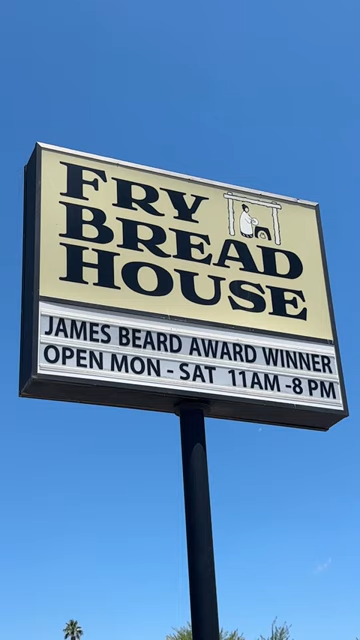 FRY
BREAD
HOUSE
JAMES BEARD AWARD WINNER
OPEN MON - SAT 11AM -8 PM